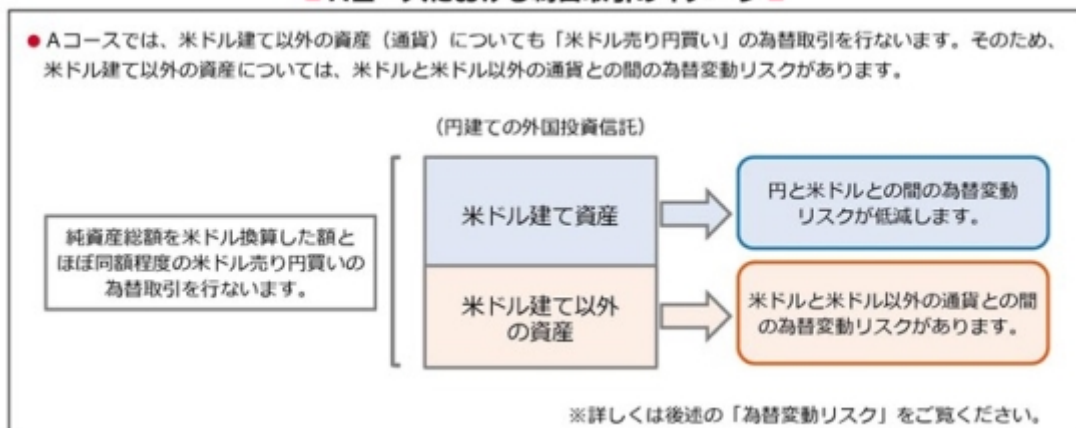 ●Aコースでは、米ドル建て以外の資産（通貨）についても「米ドル売り円買い」の為替取引を行ないます。そのため、
米ドル建て以外の資産については、米ドルと米ドル以外の通貨との間の為替変動リスクがあります。
（円建ての外国投資信託）
純資産総額を米ドル換算した額と
ほぼ同額程度の米ドル売り円買いの
為替取引を行ないます。
米ドル建て資産
円と米ドルとの間の為替変動
リスクが低減します。
米ドル建て以外
の資産
米ドルと米ドル以外の通貨との間
の為替変動リスクがあります。
※詳しくは後述の「為替変動リスク」をご覧ください。